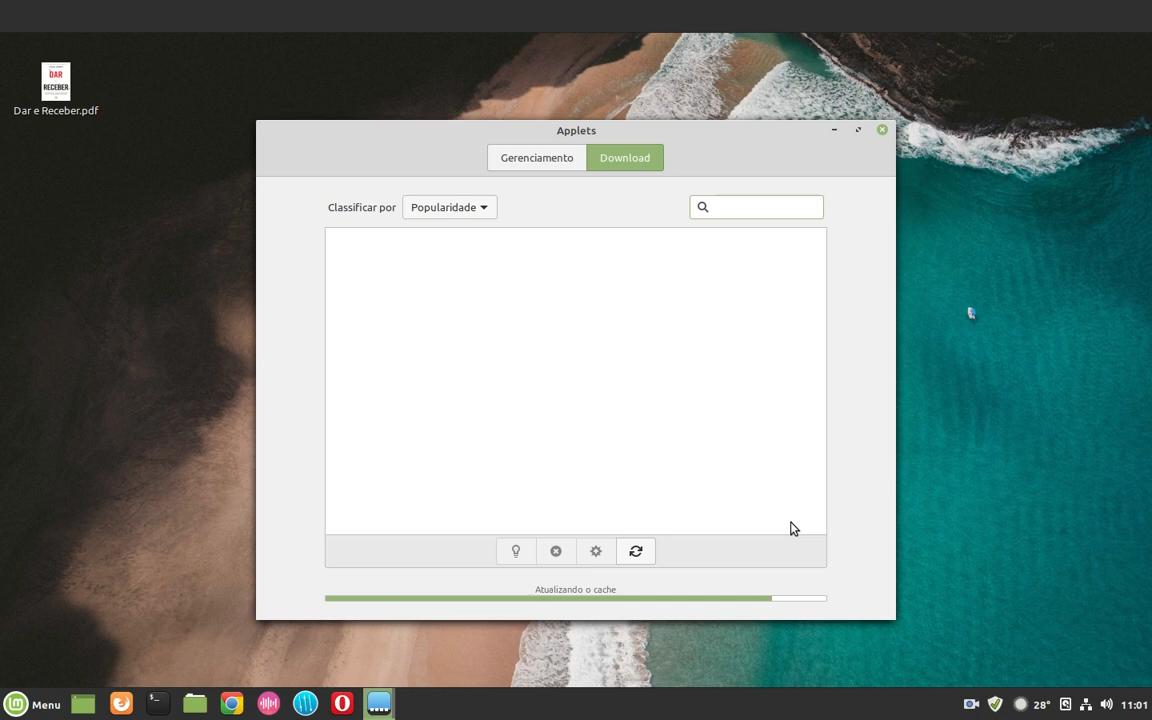 DAR
RECEBER
Dar e Receber.pdf
Applets
Gerenciamento
Download
Classificar por
Popularidade
Atualizando o cache
Menu
28°
11:01